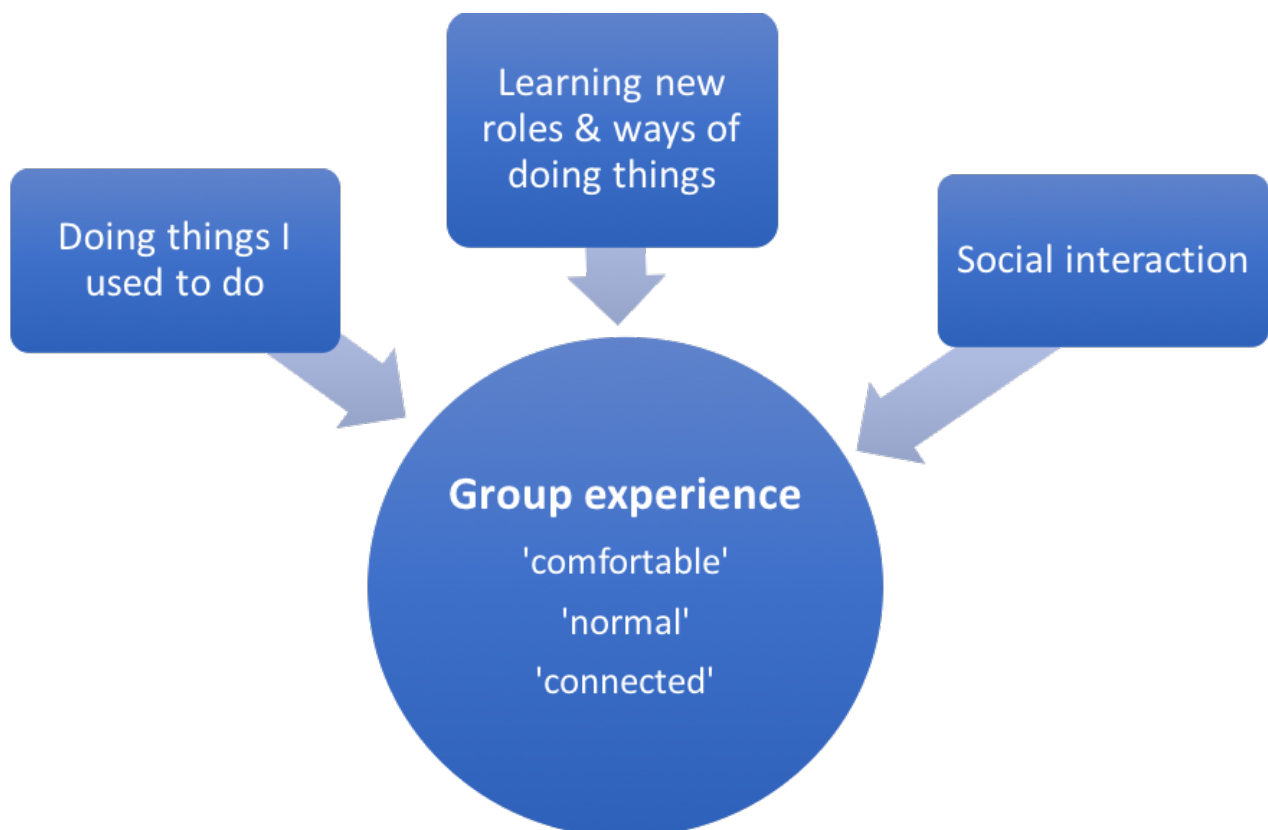 Learning new
roles & ways of
doing things
Doing things I
used to do
Social interaction
Group experience
'comfortable'
'normal'
'connected'